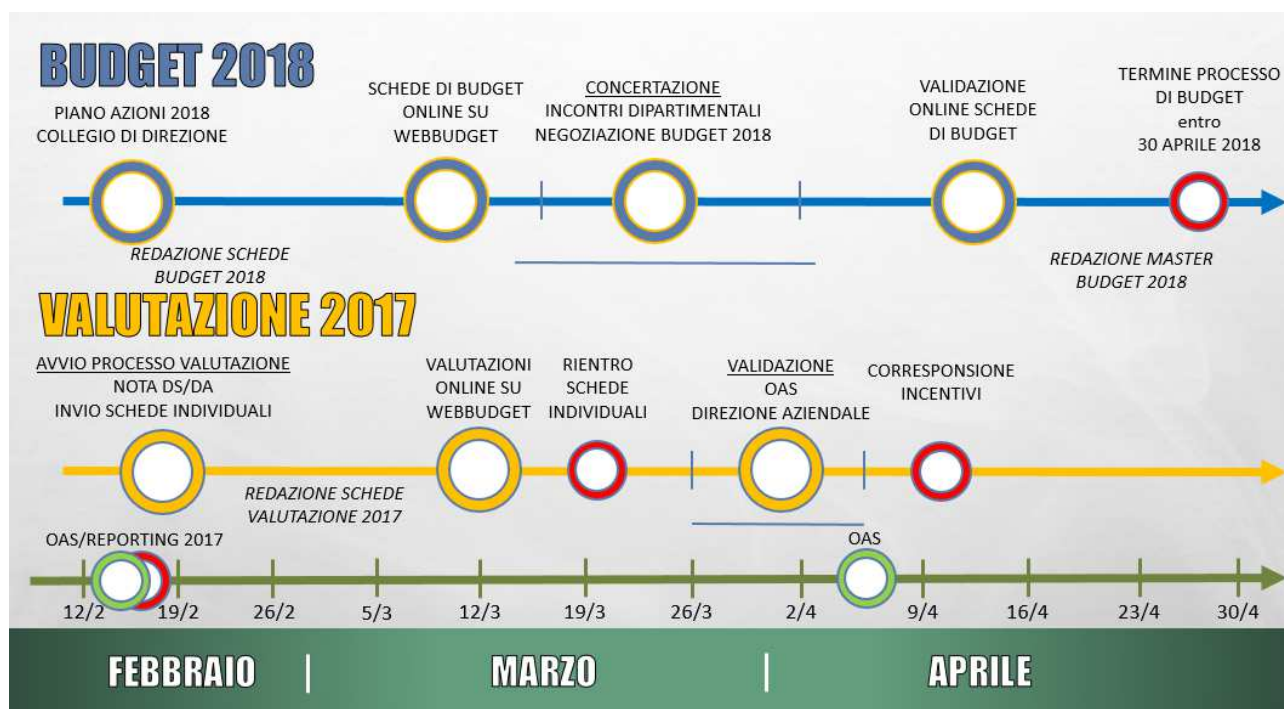 BUDGET 2018
PIANO AZIONI 2018
COLLEGIO DI DIREZIONE
SCHEDE DI BUDGET
ONLINE SU
WEBBUDGET
CONCERTAZIONE
INCONTRI DIPARTIMENTALI
NEGOZIAZIONE BUDGET 2018
VALIDAZIONE
ONLINE SCHEDE
DI BUDGET
TERMINE PROCESSO
DI BUDGET
entro
30 APRILE 2018
REDAZIONE SCHEDE
BUDGET 2018
REDAZIONE MASTER
BUDGET 2018
VALUTAZIONE 2017
AVVIO PROCESSO VALUTAZIONE
NOTA DS/DA
INVIO SCHEDE INDIVIDUALI
VALUTAZIONI
ONLINE SU
WEBBUDGET
RIENTRO
SCHEDE
INDIVIDUALI
VALIDAZIONE
OAS
DIREZIONE AZIENDALE
CORRESPONSIONE
INCENTIVI
REDAZIONE SCHEDE
VALUTAZIONE 2017
OAS/REPORTING 2017
OAS
12/2 19/2 26/2 5/3 12/3 19/3 26/3 2/4 9/4 16/4 23/4 30/4
FEBBRAIO | MARZO | APRILE